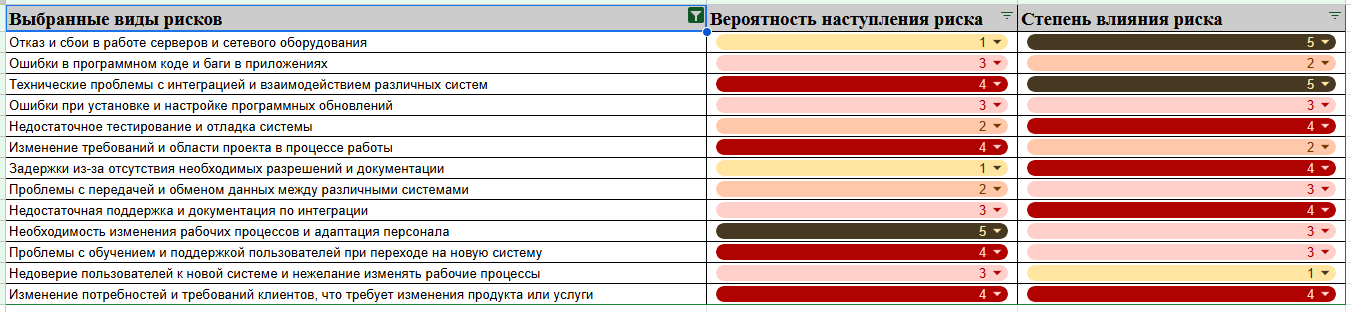 Выбранные виды рисков Вероятность наступления риска Степень влияния риска
Отказ и сбои в работе серверов и сетевого оборудования 1 5
Ошибки в программном коде и баги в приложениях 3 2
Технические проблемы с интеграцией и взаимодействием различных систем 4 5
Ошибки при установке и настройке программных обновлений 3 3
Недостаточное тестирование и отладка системы 2 4
Изменение требований и области проекта в процессе работы 4 2
Задержки из-за отсутствия необходимых разрешений и документации 1 4
Проблемы с передачей и обменом данных между различными системами 2 3
Недостаточная поддержка и документация по интеграции 3 4
Необходимость изменения рабочих процессов и адаптация персонала 5 3
Проблемы с обучением и поддержкой пользователей при переходе на новую систему 4 3
Недоверие пользователей к новой системе и нежелание изменять рабочие процессы 3 1
Изменение потребностей и требований клиентов, что требует изменения продукта или услуги 4 4